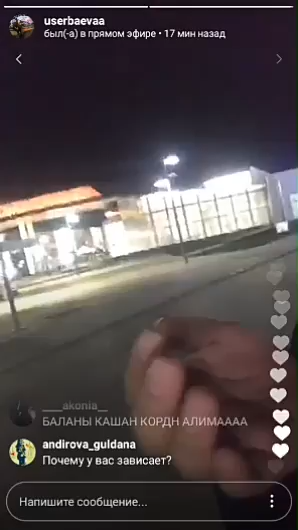 userbaevaa
был(-а) в прямом эфире • 17 мин назад
___akonia__
БАЛАНЫ КАШАН КОРДН АЛИМАААА
andirova_guldana
Почему у вас зависает?
Напишите сообщение...